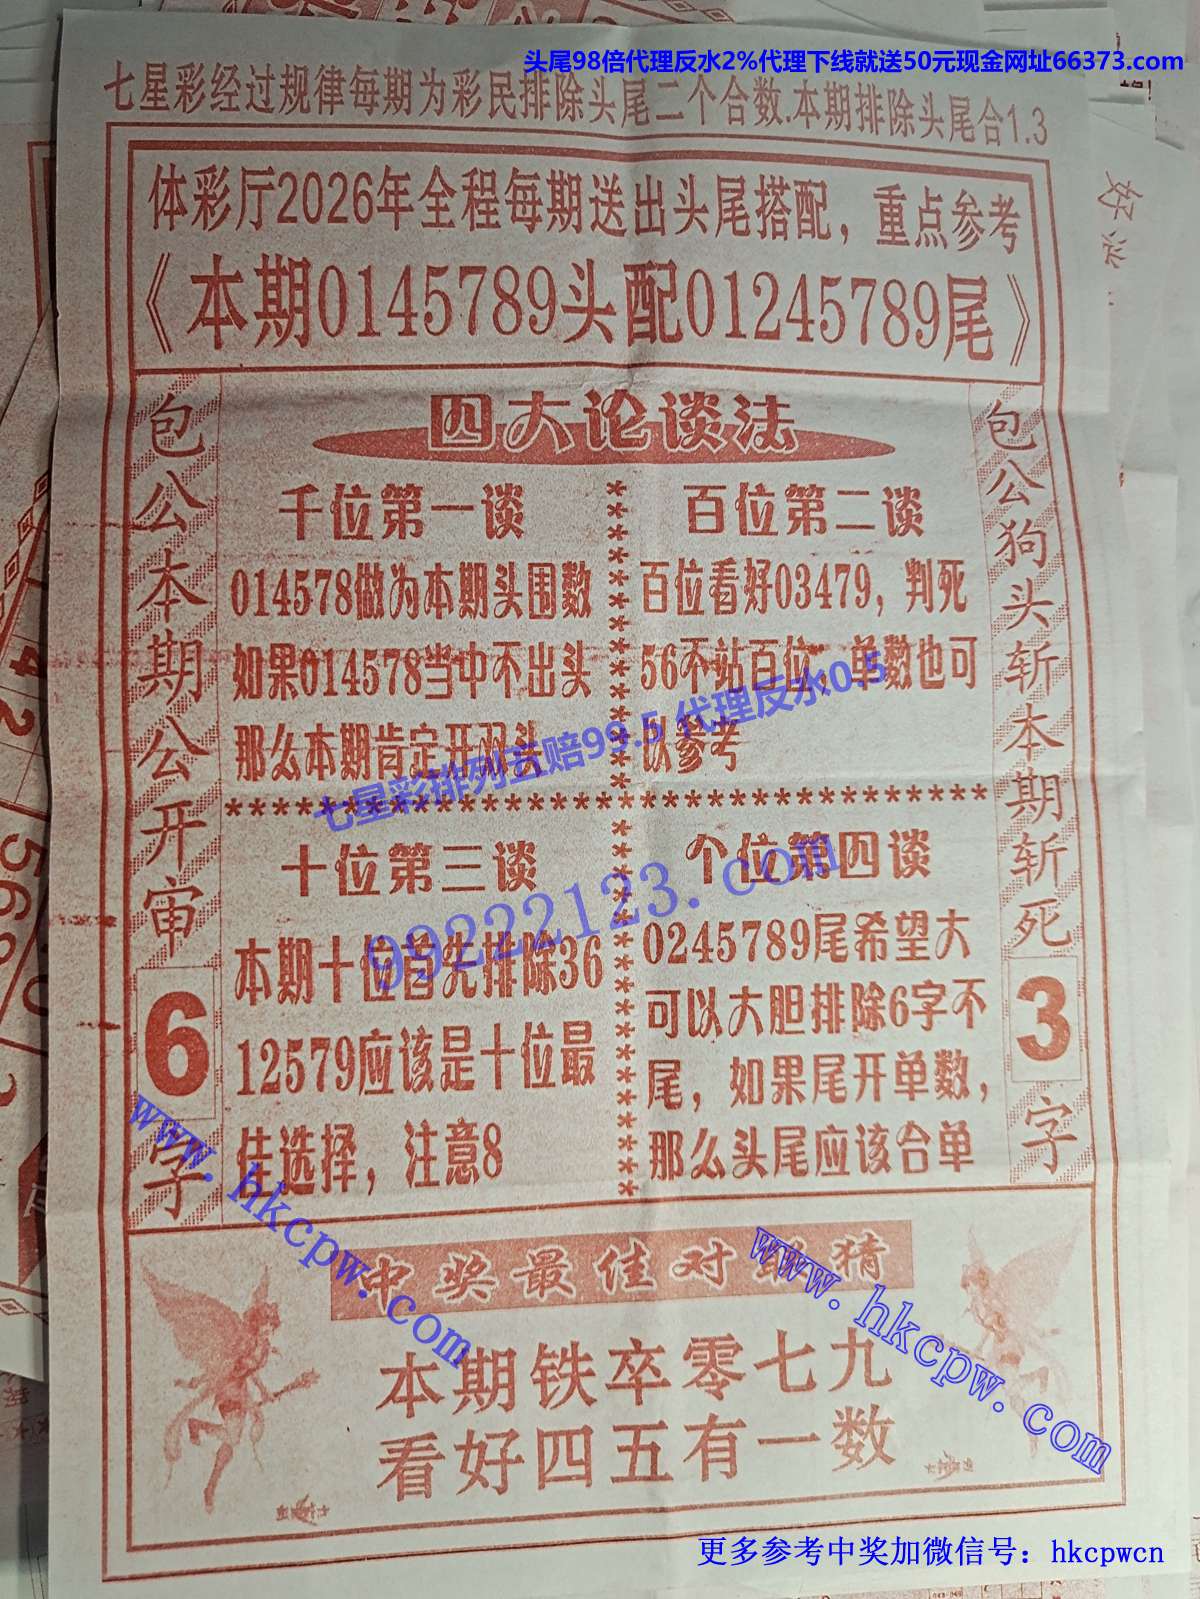 头尾98倍代理反水2%代理下线就送50元现金网址66373.com
七星彩经过规律每期为彩民排除头尾二个合数.本期排除头尾合1.3
体彩厅2026年全程每期送出头尾搭配，重点参考
《本期0145789头配01245789尾》
包公本期公开审6字
四大论谈法
千位第一谈
014578做为本期头围数
如果014578当中不出头
那么本期肯定开双头
百位第二谈
百位看好03479，判死
56不站百位，单数也可
以参考
七星彩排列五赔99.5 代理反水0.5
99222123.com
十位第三谈
本期十位首先排除36
12579应该是十位最
佳选择，注意8
个位第四谈
0245789尾希望大
可以大胆排除6字不
尾，如果尾开单数，
那么头尾应该合单
包公狗头斩本期斩死3字
www.hkcpw.com
www.hkcpw.com
中奖最佳对联猜
本期铁卒零七九
看好四五有一数
更多参考中奖加微信号：hkcpwcn